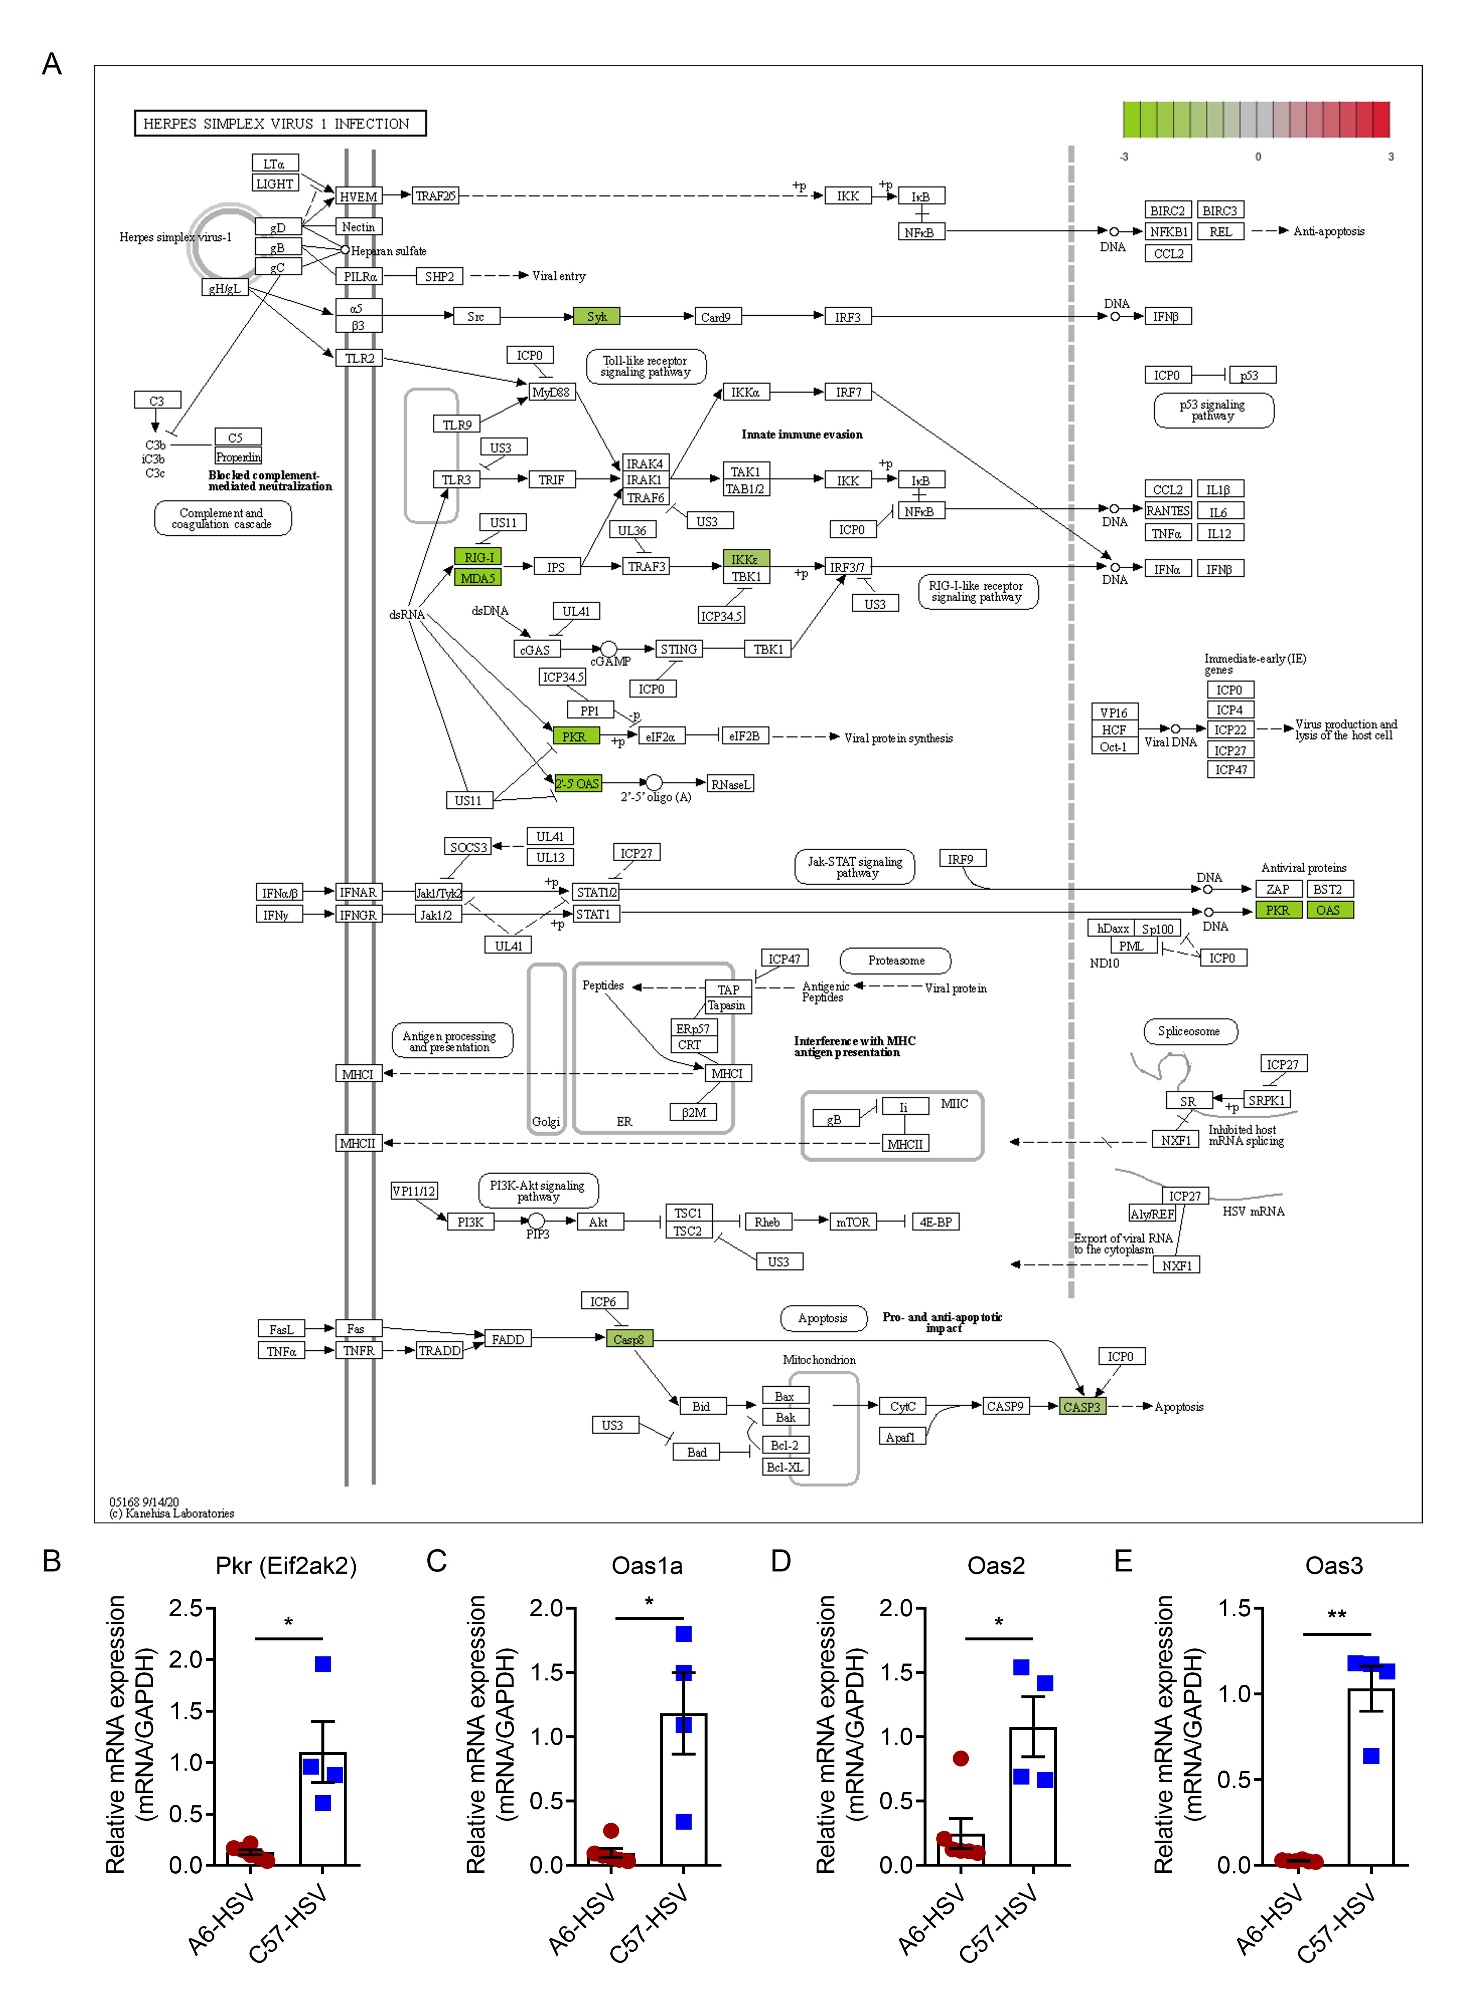 A
HERPES SIMPLEX VIRUS 1 INFECTION
-3
0
3
LTα
LIGHT
HVEM
TRAF2/5
+p
IKK
+p
IκB
NFκB
Herpes simplex virus-1
gD
gB
gC
gH/gL
Nectin
Heparan sulfate
PILRα
SHP2
Viral entry
DNA
BIRC2
BIRC3
NFKB1
REL
CCL2
Anti-apoptosis
α5
β3
Src
Syk
Card9
IRF3
DNA
IFNβ
TLR2
ICP0
MyD88
Toll-like receptor
signaling pathway
IKKα
IRF7
ICP0
p53
p53 signaling
pathway
C3
C3b
iC3b
C3c
C5
Properdin
Blocked complement-
mediated neutralization
Complement and
coagulation cascade
TLR9
US3
TLR3
TRIF
IRAK4
IRAK1
TRAF6
Innate immune evasion
TAK1
TAB1/2
IKK
+p
IκB
NFκB
ICP0
US3
DNA
CCL2
IL1β
RANTES
IL6
TNFα
IL12
US11
RIG-I
MDA5
IPS
UL36
TRAF3
IKKε
TBK1
+p
IRF3/7
ICP34.5
US3
RIG-I-like receptor
signaling pathway
DNA
IFNα
IFNβ
dsRNA
dsDNA
UL41
cGAS
cGAMP
STING
TBK1
ICP0
ICP34.5
PP1
-p
PKR
+p
eIF2α
eIF2B
Viral protein synthesis
2'-5' OAS
2'-5' oligo (A)
RNaseL
US11
Immediate-early (IE)
genes
ICP0
ICP4
ICP22
ICP27
ICP47
VP16
HCF
Oct-1
Viral DNA
Virus production and
lysis of the host cell
SOCS3
UL41
UL13
ICP27
Jak-STAT signaling
pathway
IRF9
IFNα/β
IFNAR
Jak1/Tyk2
+p
STAT1/2
IFNγ
IFNGR
Jak1/2
+p
STAT1
UL41
DNA
DNA
Antiviral proteins
ZAP
BST2
PKR
OAS
hDaxx
Sp100
PML
ND10
ICP0
ICP47
Proteasome
Peptides
TAP
Tapasin
Antigenic
Peptides
Viral protein
ERp57
CRT
MHCI
β2M
Golgi
ER
Antigen processing
and presentation
MHCI
Interference with MHC
antigen presentation
gB
Ii
MIIC
MHCII
MHCII
Spliceosome
ICP27
SR
+p
SRPK1
NXF1
Inhibited host
mRNA splicing
VP11/12
PI3K-Akt signaling
pathway
PI3K
PIP3
Akt
TSC1
TSC2
Rheb
mTOR
4E-BP
US3
ICP27
Aly/REF
HSV mRNA
Export of viral RNA
to the cytoplasm
NXF1
FasL
Fas
TNFα
TNFR
TRADD
FADD
ICP6
Casp8
Apoptosis
Pro- and anti-apoptotic
impact
Mitochondrion
Bid
Bax
Bak
Bcl-2
Bcl-XL
US3
Bad
CytC
Apaf1
CASP9
CASP3
ICP0
Apoptosis
05168 9/14/20
(c) Kanehisa Laboratories
B
Pkr (Eif2ak2)
Relative mRNA expression
(mRNA/GAPDH)
2.5
2.0
1.5
1.0
0.5
0.0
*
A6-HSV
C57-HSV
C
Oas1a
Relative mRNA expression
(mRNA/GAPDH)
2.0
1.5
1.0
0.5
0.0
*
A6-HSV
C57-HSV
D
Oas2
Relative mRNA expression
(mRNA/GAPDH)
2.0
1.5
1.0
0.5
0.0
*
A6-HSV
C57-HSV
E
Oas3
Relative mRNA expression
(mRNA/GAPDH)
1.5
1.0
0.5
0.0
**
A6-HSV
C57-HSV